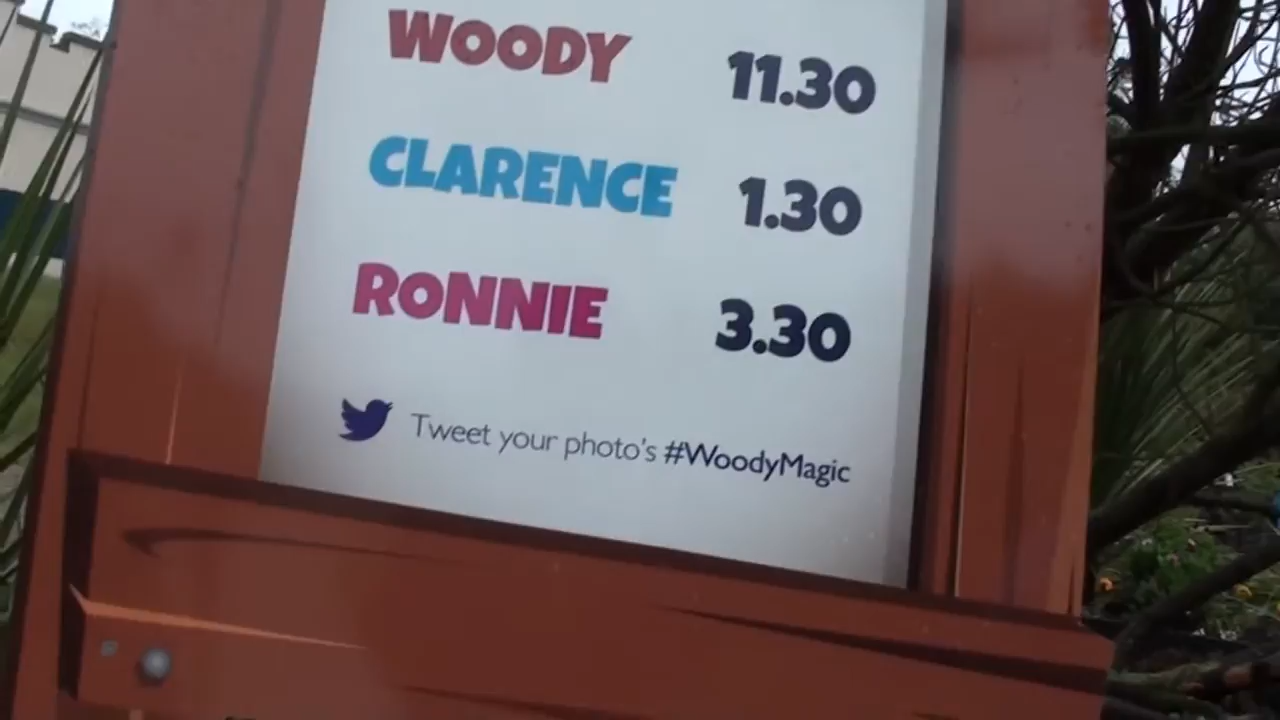 WOODY 11.30
CLARENCE 1.30
RONNIE 3.30
Tweet your photo's #WoodyMagic